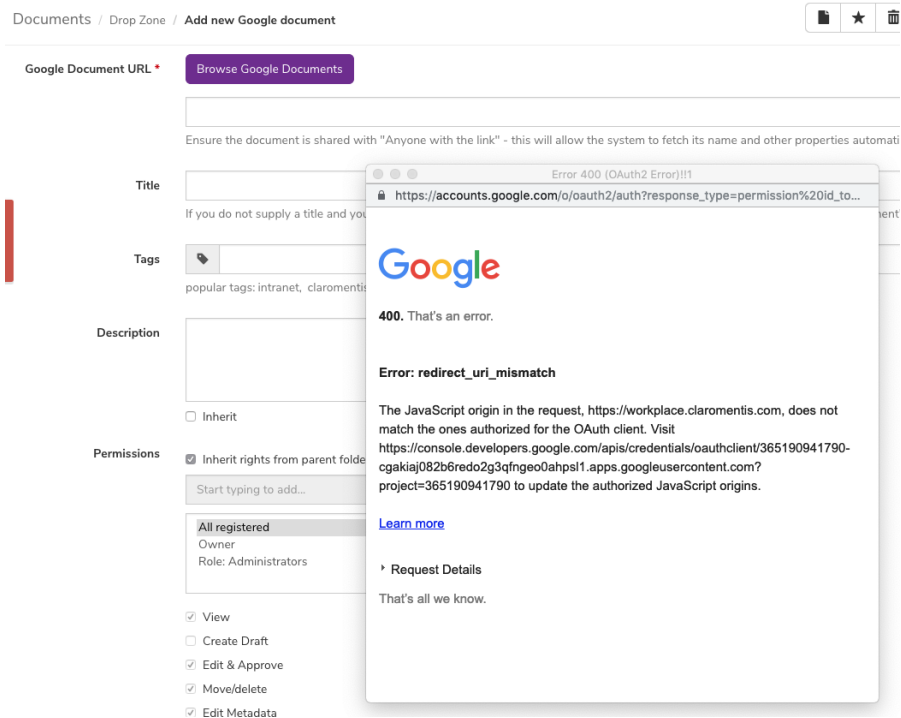 Documents / Drop Zone / Add new Google document
Google Document URL *
Browse Google Documents
Ensure the document is shared with "Anyone with the link" - this will allow the system to fetch its name and other properties automati
Title
If you do not supply a title and you
ent"
Tags
popular tags: intranet, claromentis
Description
Inherit
Permissions
Inherit rights from parent folde
Start typing to add...
All registered
Owner
Role: Administrators
View
Create Draft
Edit & Approve
Move/delete
Edit Metadata
Error 400 (OAuth2 Error)!!1
https://accounts.google.com/o/oauth2/auth?response_type=permission%20id_to...
Google
400. That's an error.
Error: redirect_uri_mismatch
The JavaScript origin in the request, https://workplace.claromentis.com, does not
match the ones authorized for the OAuth client. Visit
https://console.developers.google.com/apis/credentials/oauthclient/365190941790-
cgakiaj082b6redo2g3qfngeo0ahpsl1.apps.googleusercontent.com?
project=365190941790 to update the authorized JavaScript origins.
Learn more
Request Details
That's all we know.